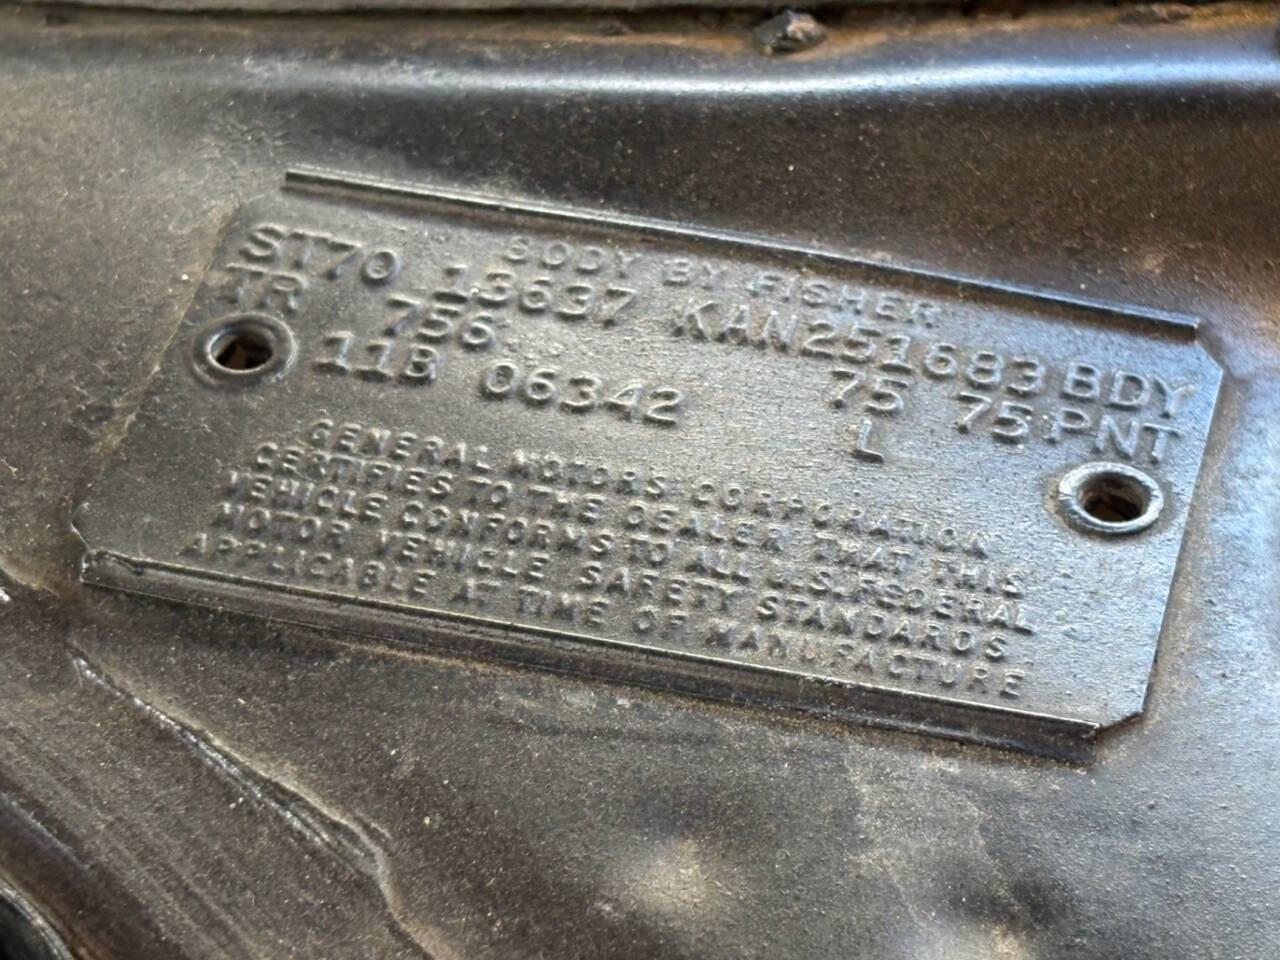 BODY BY FISHER
ST70 13637 KAN251683 BDY
TR 756 75 75 PNT
11B 06342 L
GENERAL MOTORS CORPORATION
CERTIFIES TO THE DEALER THAT THIS
VEHICLE CONFORMS TO ALL U.S. FEDERAL
MOTOR VEHICLE SAFETY STANDARDS
APPLICABLE AT TIME OF MANUFACTURE